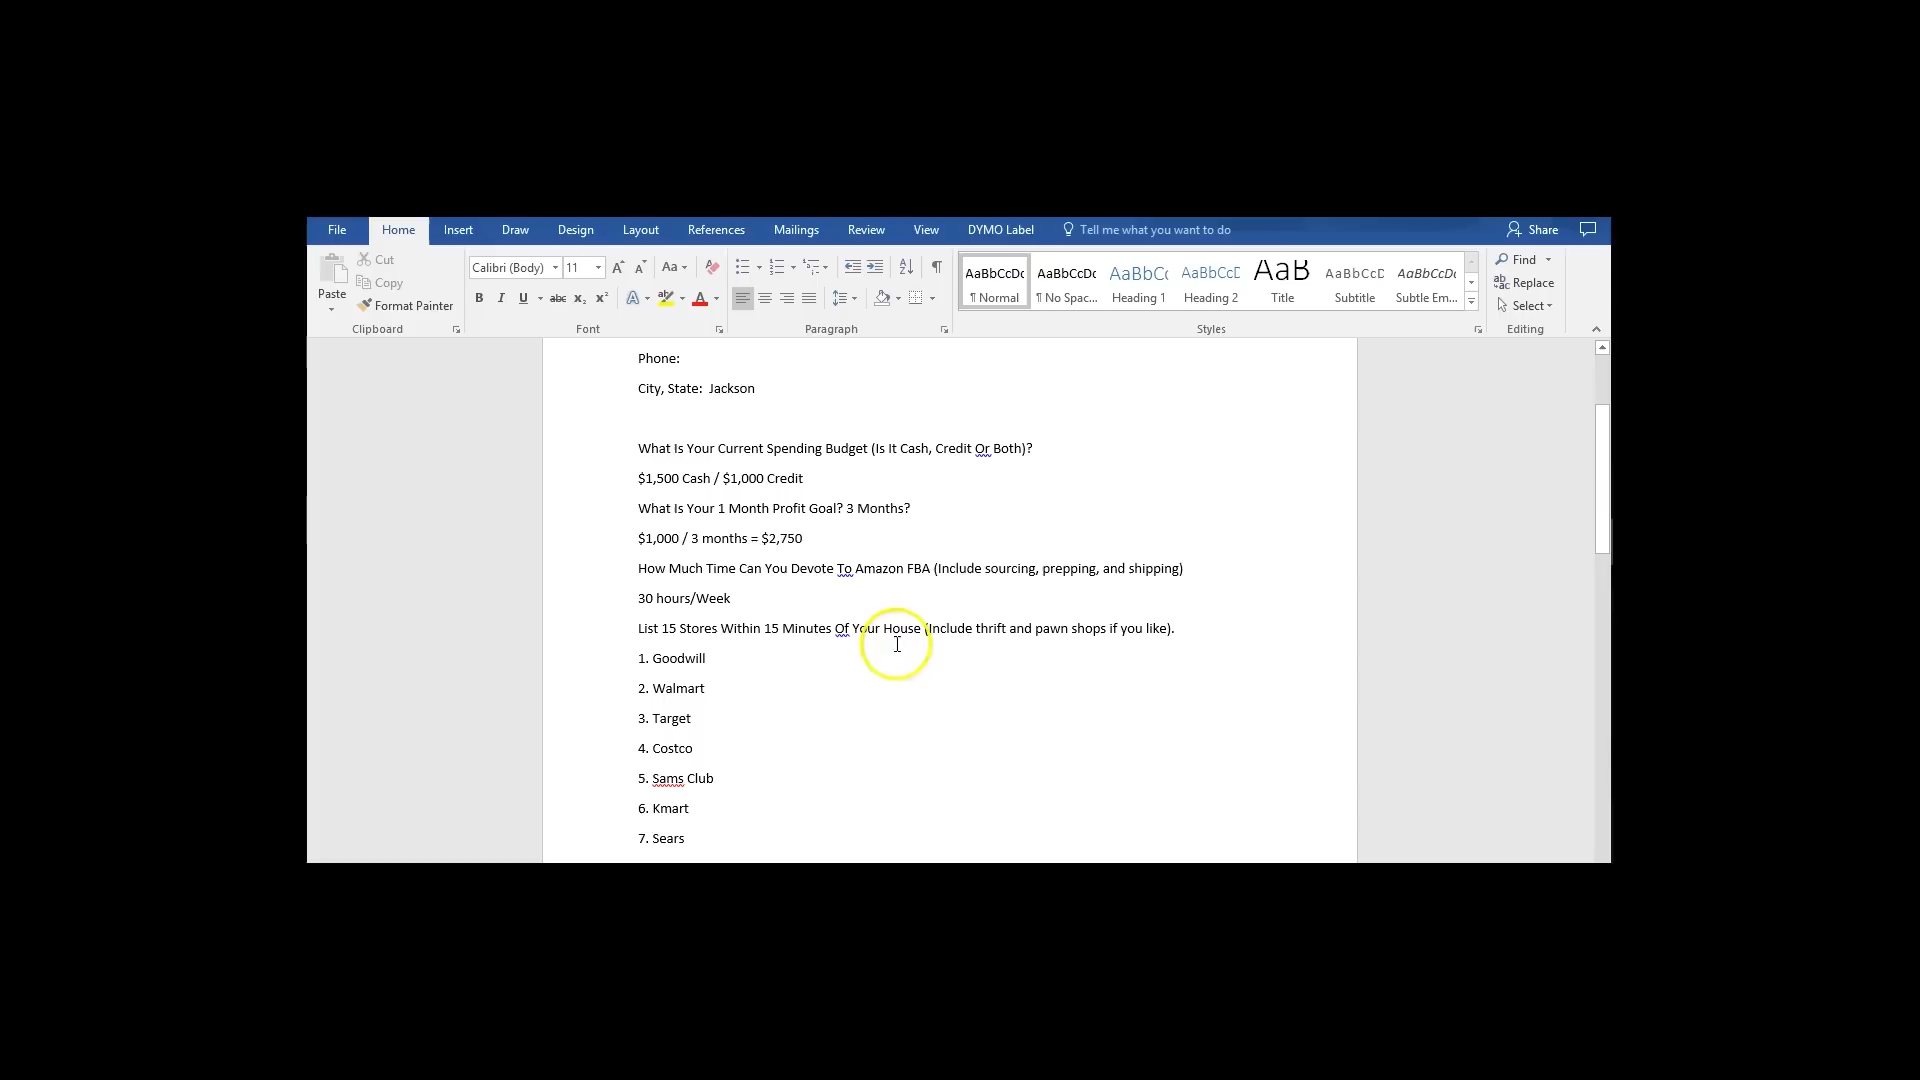 File Home Insert Draw Design Layout References Mailings Review View DYMO Label Tell me what you want to do Share
Paste
Cut
Copy
Format Painter
Clipboard
Calibri (Body) 11
Font
Paragraph
AaBbCcDc AaBbCcDc AaBbCc AaBbCcE AaB AaBbCcD AaBbCcDc
¶ Normal ¶ No Spac... Heading 1 Heading 2 Title Subtitle Subtle Em...
Styles
Find
Replace
Select
Editing
Phone:
City, State: Jackson
What Is Your Current Spending Budget (Is It Cash, Credit Or Both)?
$1,500 Cash / $1,000 Credit
What Is Your 1 Month Profit Goal? 3 Months?
$1,000 / 3 months = $2,750
How Much Time Can You Devote To Amazon FBA (Include sourcing, prepping, and shipping)
30 hours/Week
List 15 Stores Within 15 Minutes Of Your House (Include thrift and pawn shops if you like).
1. Goodwill
2. Walmart
3. Target
4. Costco
5. Sams Club
6. Kmart
7. Sears